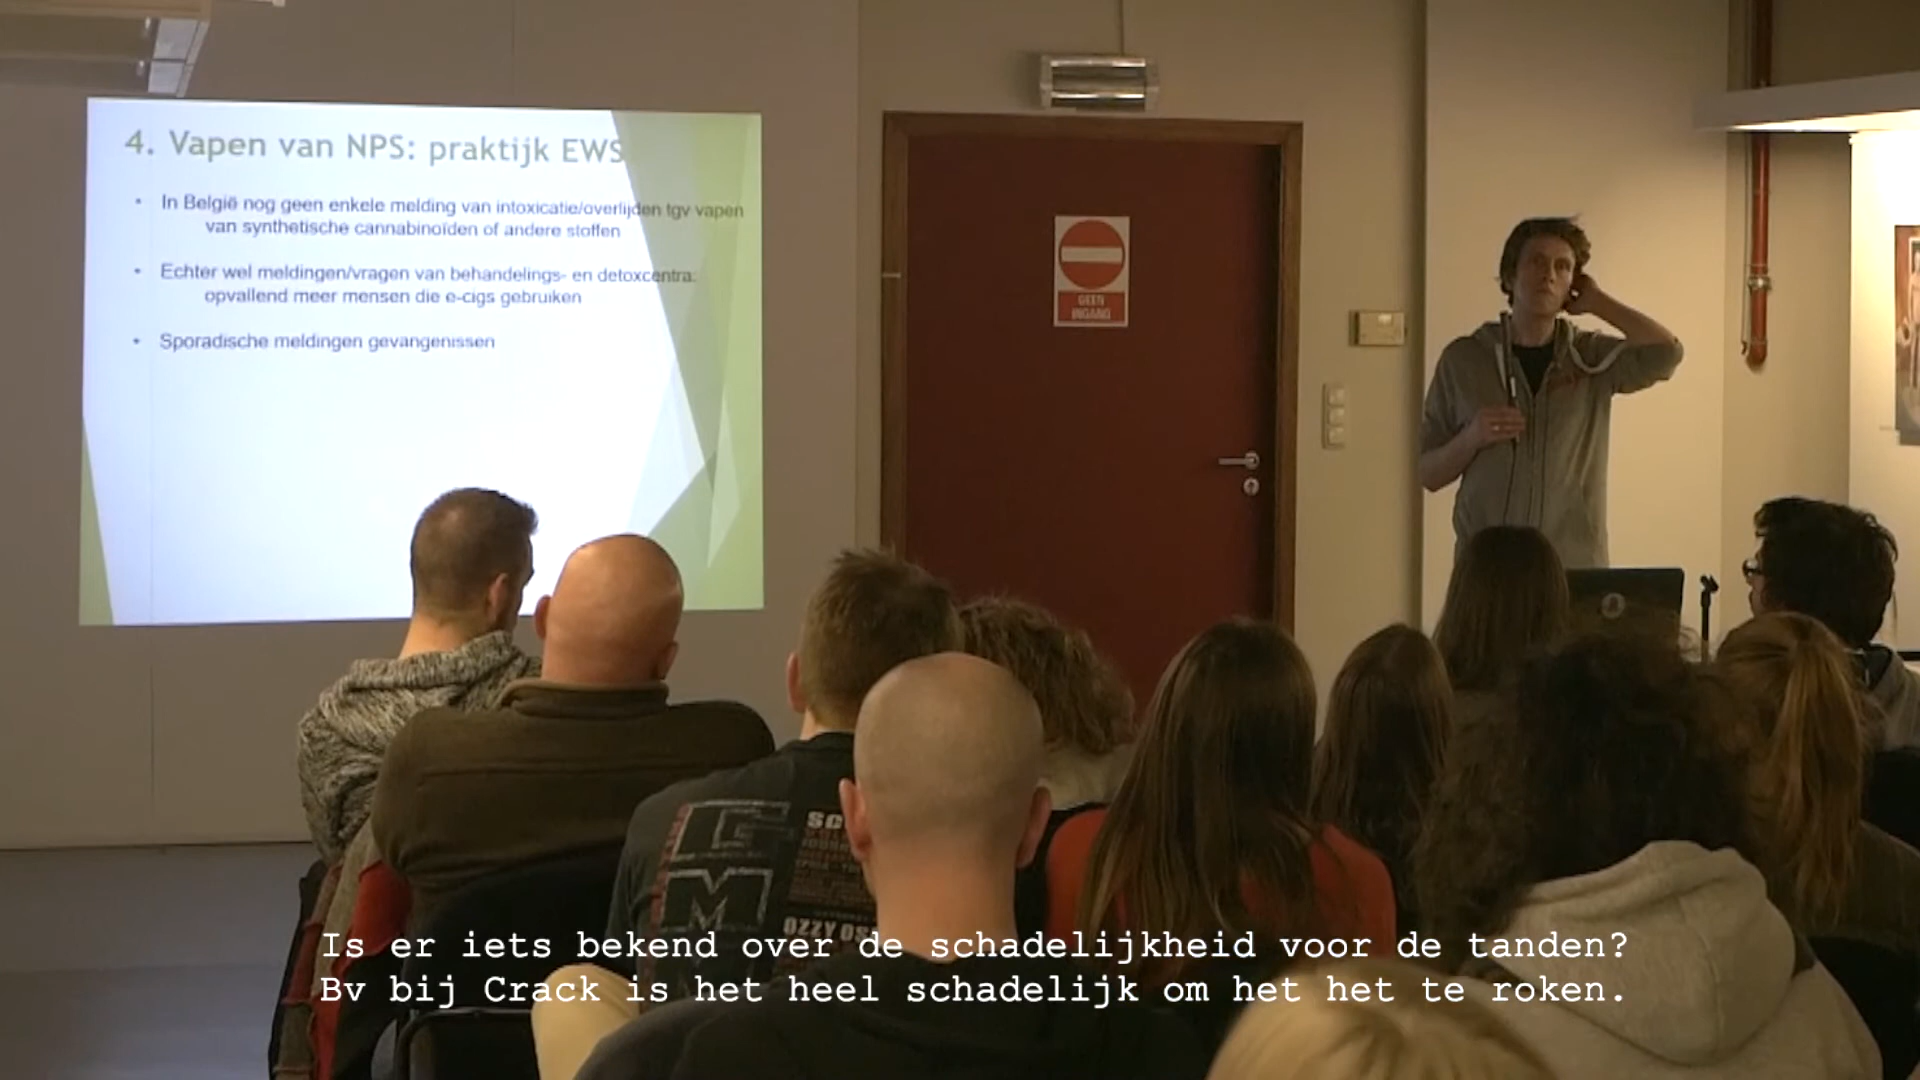 4. Vapen van NPS: praktijk EWS
• In België nog geen enkele melding van intoxicatie/overlijden tgv vapen
van synthetische cannabinoïden of andere stoffen
• Echter wel meldingen/vragen van behandelings- en detoxcentra:
opvallend meer mensen die e-cigs gebruiken
• Sporadische meldingen gevangenissen
GEEN
INGANG
OZZY OS
Is er iets bekend over de schadelijkheid voor de tanden?
Bv bij Crack is het heel schadelijk om het het te roken.